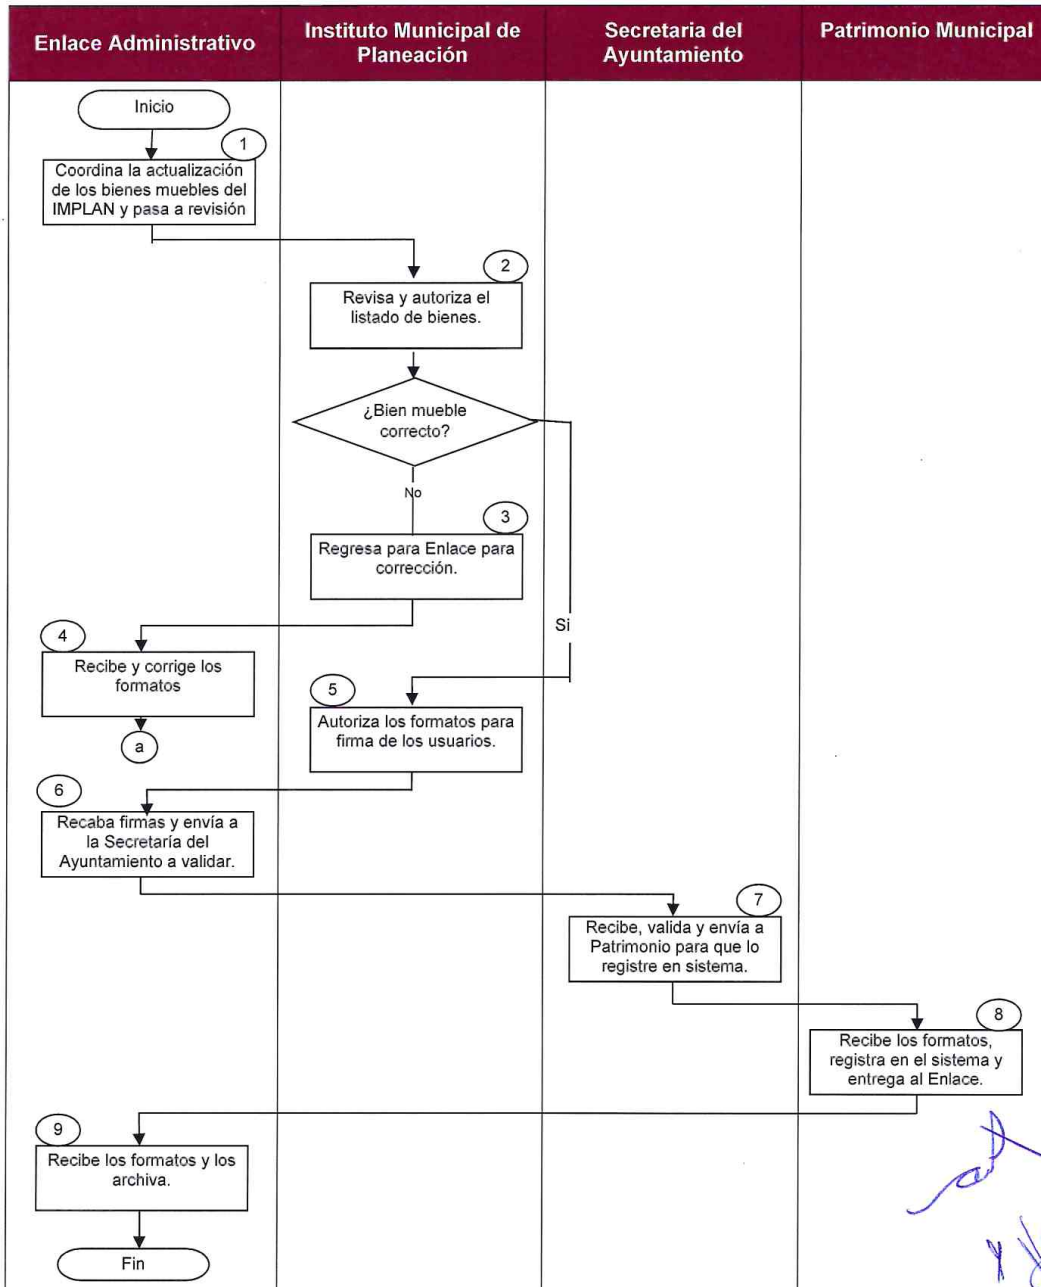 Enlace Administrativo
Instituto Municipal de
Planeación
Secretaria del
Ayuntamiento
Patrimonio Municipal
Inicio
1
Coordina la actualización
de los bienes muebles del
IMPLAN y pasa a revisión
2
Revisa y autoriza el
listado de bienes.
¿Bien mueble
correcto?
No
3
Regresa para Enlace para
corrección.
Si
4
Recibe y corrige los
formatos
a
5
Autoriza los formatos para
firma de los usuarios.
6
Recaba firmas y envía a
la Secretaría del
Ayuntamiento a validar.
7
Recibe, valida y envía a
Patrimonio para que lo
registre en sistema.
8
Recibe los formatos,
registra en el sistema y
entrega al Enlace.
9
Recibe los formatos y los
archiva.
Fin